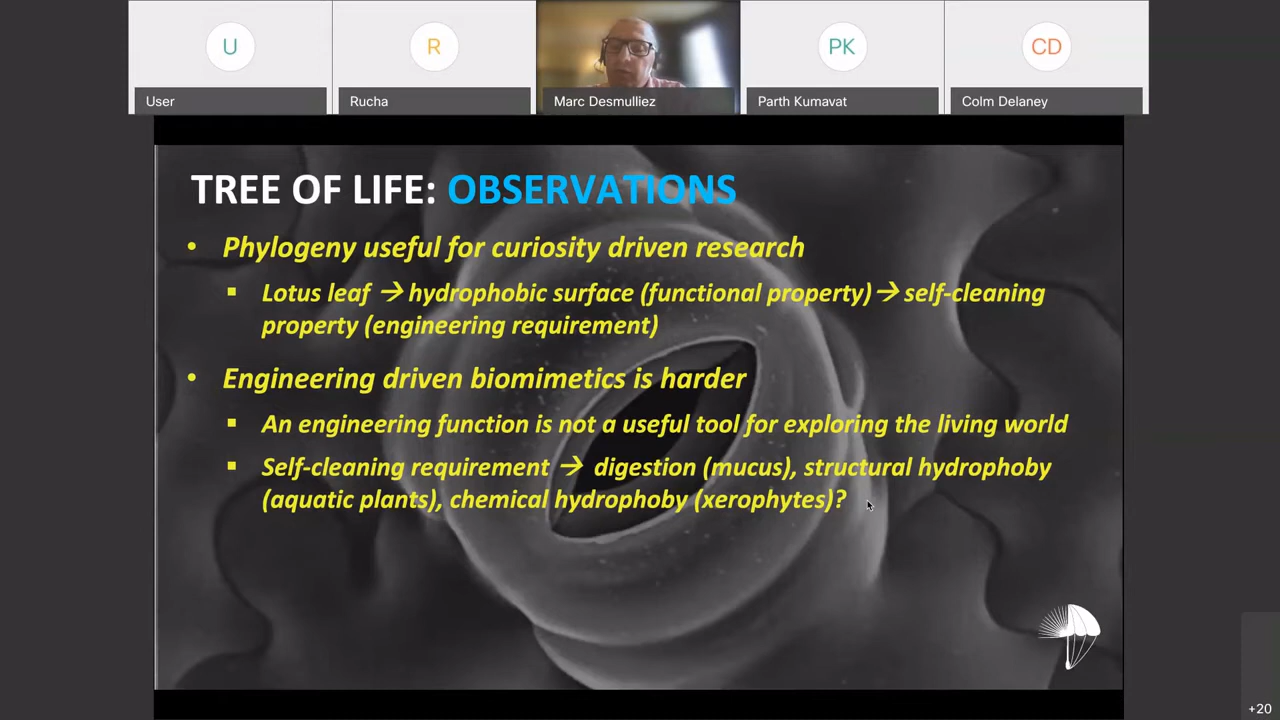 U
R
PK
CD
User
Rucha
Marc Desmulliez
Parth Kumavat
Colm Delaney
TREE OF LIFE: OBSERVATIONS
• Phylogeny useful for curiosity driven research
▪ Lotus leaf → hydrophobic surface (functional property) → self-cleaning
property (engineering requirement)
• Engineering driven biomimetics is harder
▪ An engineering function is not a useful tool for exploring the living world
▪ Self-cleaning requirement → digestion (mucus), structural hydrophoby
(aquatic plants), chemical hydrophoby (xerophytes)?
+20